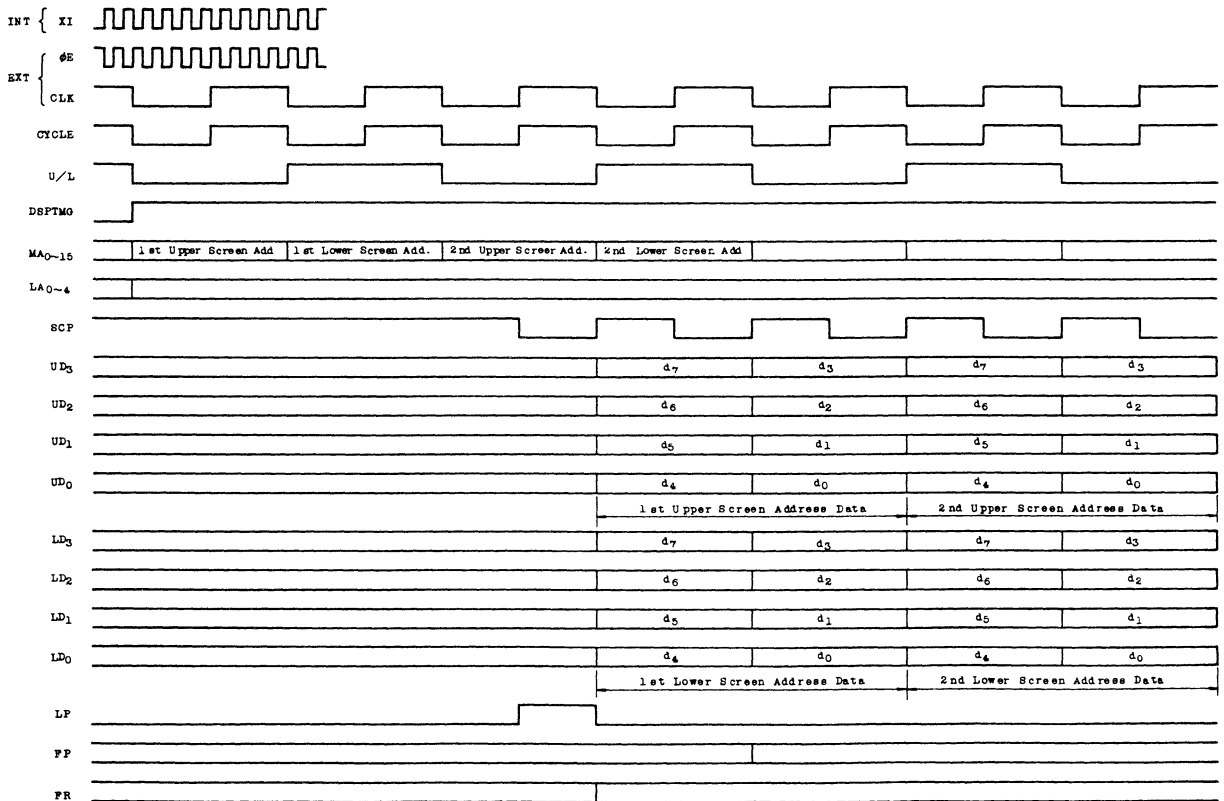 INT { XI
EXT { φE
CLK
CYCLE
U/L
DSPTMG
MA0~15 1st Upper Screen Add 1st Lower Screen Add. 2nd Upper Screen Add. 2nd Lower Screen Add
LA0~4
SCP
UD3 d7 d3 d7 d3
UD2 d6 d2 d6 d2
UD1 d5 d1 d5 d1
UD0 d4 d0 d4 d0
1st Upper Screen Address Data 2nd Upper Screen Address Data
LD3 d7 d3 d7 d3
LD2 d6 d2 d6 d2
LD1 d5 d1 d5 d1
LD0 d4 d0 d4 d0
1st Lower Screen Address Data 2nd Lower Screen Address Data
LP
FP
FR